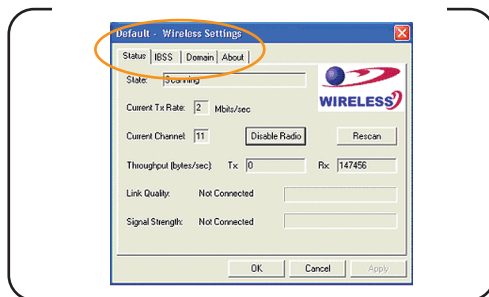 Default - Wireless Settings
Status IBSS Domain About
State: Scanning
WIRELESS
Current Tx Rate: 2 Mbits/sec
Current Channel: 11 Disable Radio Rescan
Throughput (bytes/sec): Tx: 0 Rx: 147456
Link Quality: Not Connected
Signal Strength: Not Connected
OK Cancel Apply